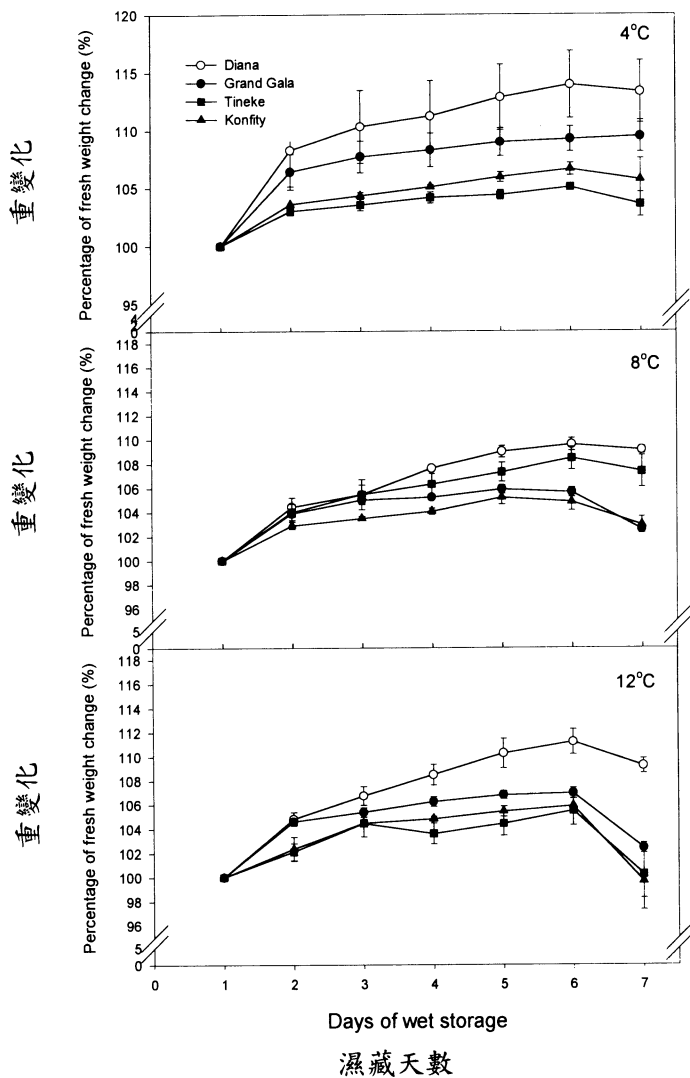 重變化
Percentage of fresh weight change (%)
120
115
110
105
100
95
4°C
Diana
Grand Gala
Tineke
Konfity
重變化
Percentage of fresh weight change (%)
0
118
116
114
112
110
108
106
104
102
100
98
96
5
8°C
重變化
Percentage of fresh weight change (%)
0
118
116
114
112
110
108
106
104
102
100
98
96
5
0
12°C
0 1 2 3 4 5 6 7
Days of wet storage
濕藏天數